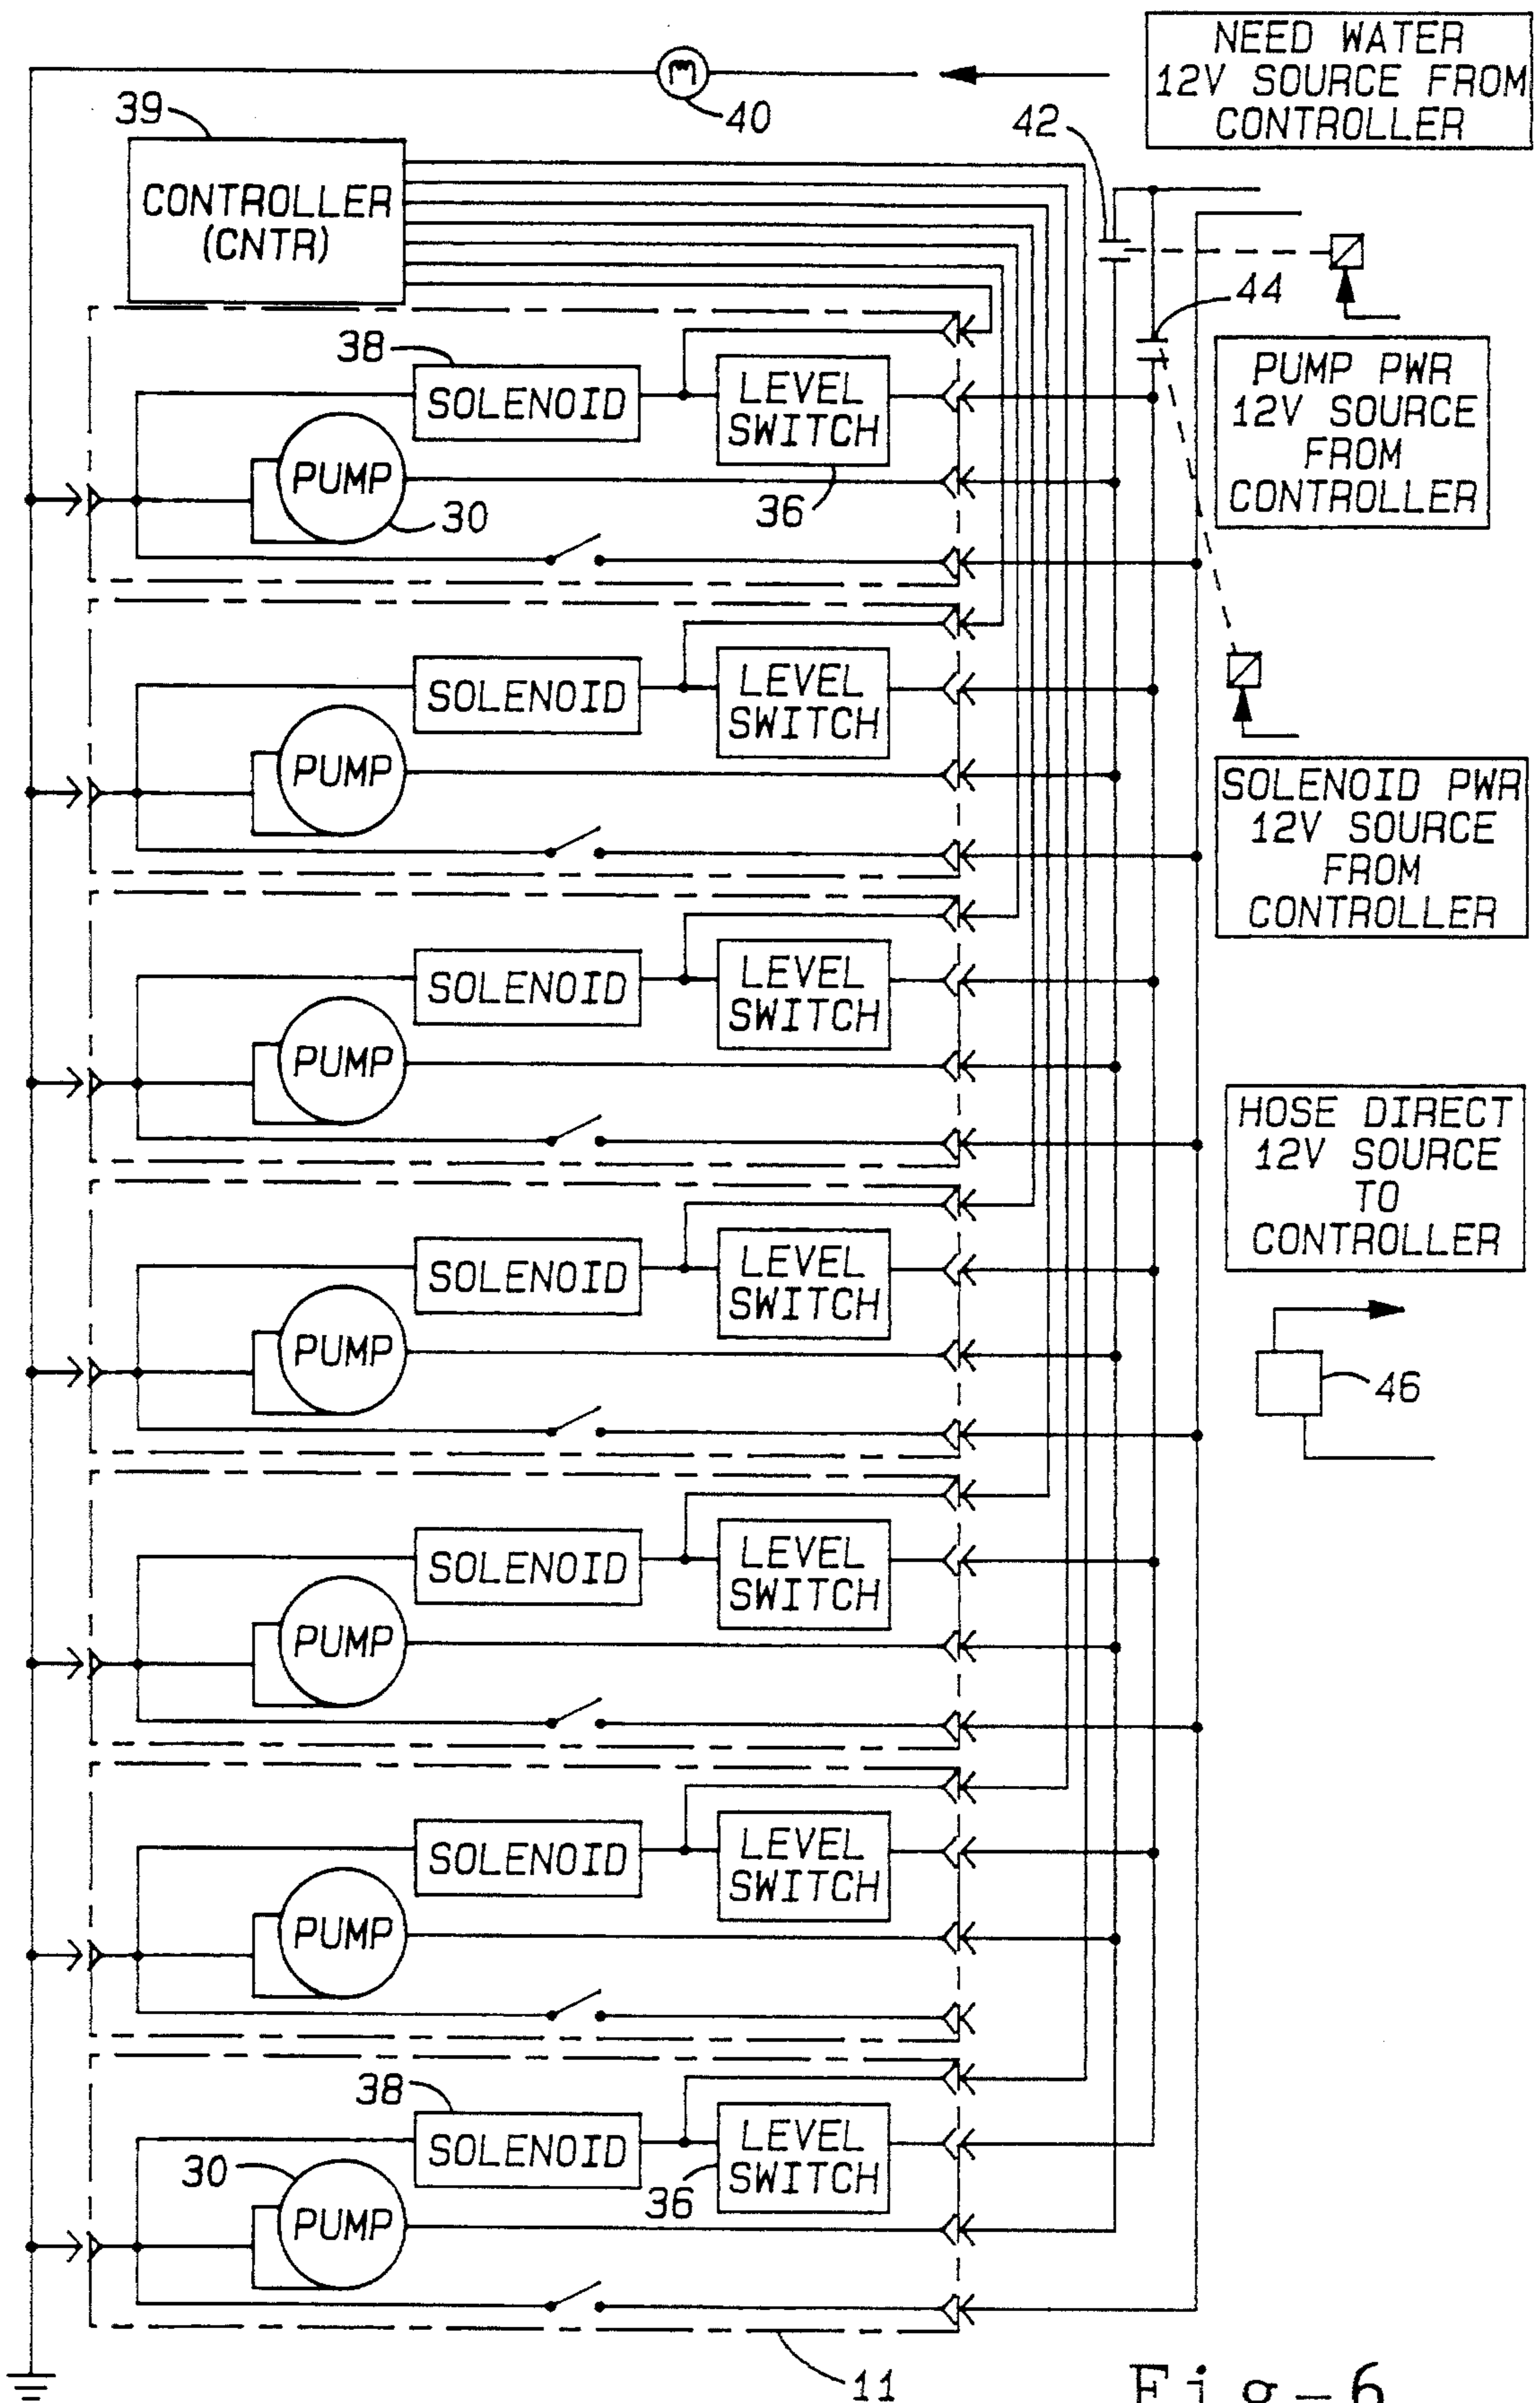 NEED WATER
12V SOURCE FROM
CONTROLLER
40
39
42
CONTROLLER
(CNTR)
44
38
SOLENOID
LEVEL
SWITCH
PUMP PWR
12V SOURCE
FROM
CONTROLLER
PUMP
30
36
SOLENOID
LEVEL
SWITCH
PUMP
SOLENOID PWR
12V SOURCE
FROM
CONTROLLER
SOLENOID
LEVEL
SWITCH
PUMP
HOSE DIRECT
12V SOURCE
TO
CONTROLLER
SOLENOID
LEVEL
SWITCH
PUMP
46
SOLENOID
LEVEL
SWITCH
PUMP
SOLENOID
LEVEL
SWITCH
PUMP
38
SOLENOID
LEVEL
SWITCH
30
36
PUMP
11
Fig-6